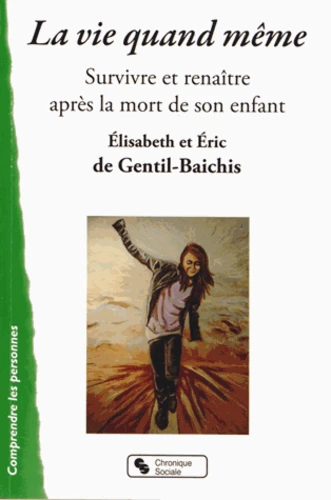 La vie quand même
Survivre et renaître
après la mort de son enfant
Élisabeth et Éric
de Gentil-Baichis
Comprendre les personnes
Chronique
Sociale